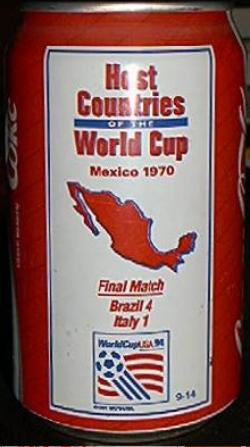 Host
Countries
OF THE
World Cup
Mexico 1970
Final Match
Brazil 4
Italy 1
WorldCupUSA94
9-14
Coke